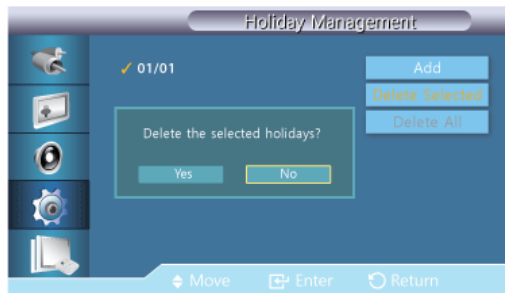 Holiday Management
✓ 01/01
Add
Delete Selected
Delete All
Delete the selected holidays?
Yes
No
Move
Enter
Return